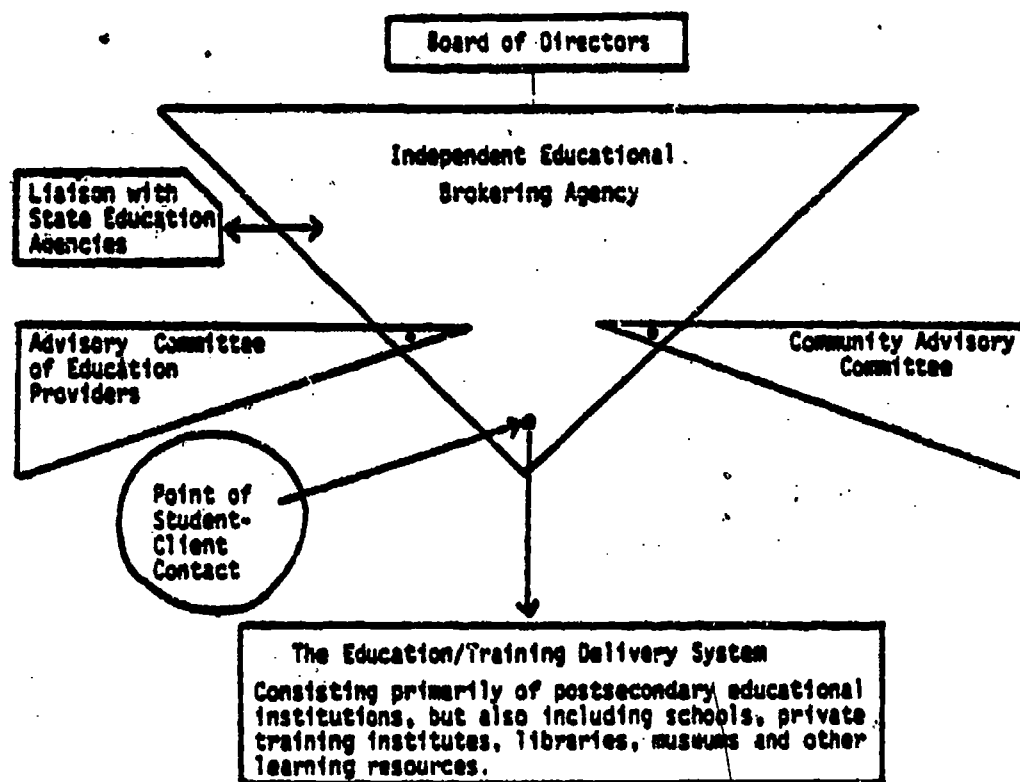 Board of Directors
Independent Educational
Brokering Agency
Liaison with
State Education
Agencies
Advisory Committee
of Education
Providers
Community Advisory
Committee
Point of
Student-
Client
Contact
The Education/Training Delivery System
Consisting primarily of postsecondary educational
institutions, but also including schools, private
training institutes, libraries, museums and other
learning resources.